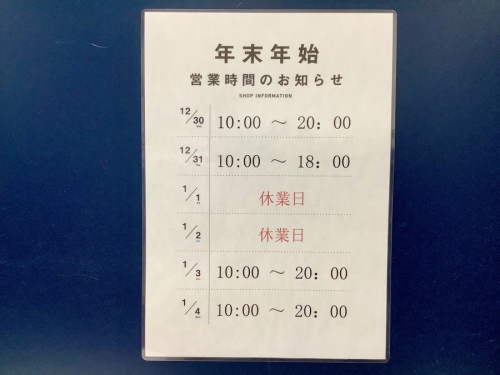 年末年始
営業時間のお知らせ
SHOP INFORMATION
12/30 10:00 ～ 20: 00
12/31 10:00 ～ 18: 00
1/1 休業日
1/2 休業日
1/3 10:00 ～ 20: 00
1/4 10:00 ～ 20: 00